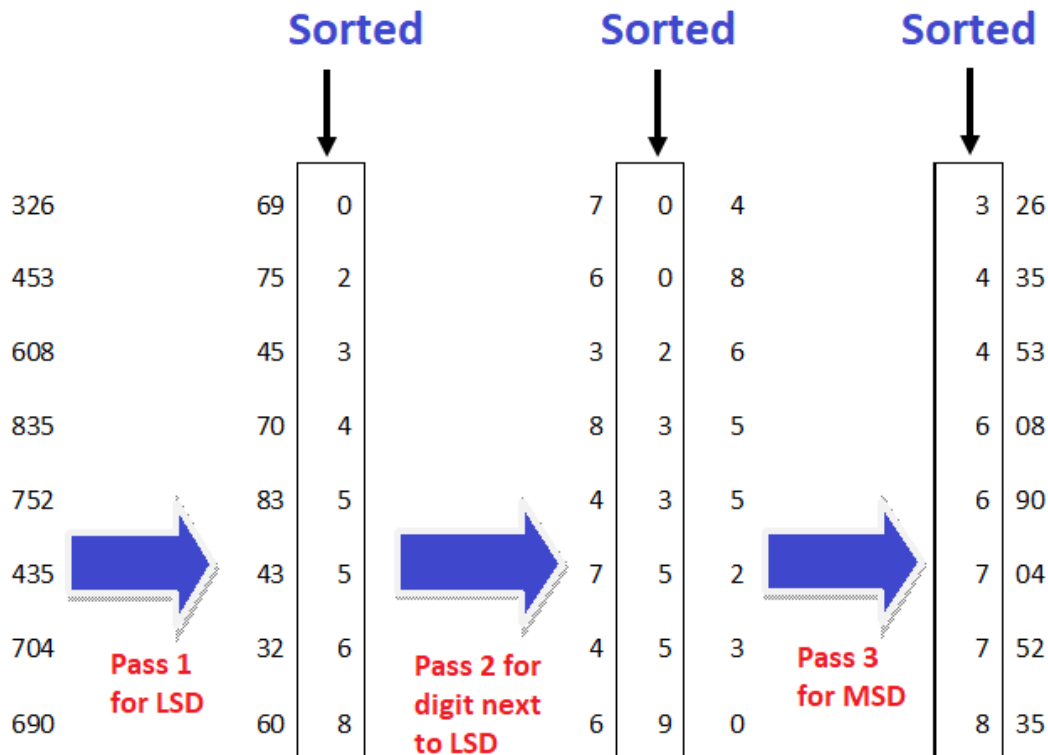 Sorted Sorted Sorted
326 69 0 7 0 4 3 26
453 75 2 6 0 8 4 35
608 45 3 3 2 6 4 53
835 70 4 8 3 5 6 08
752 83 5 4 3 5 6 90
435 43 5 7 5 2 7 04
704 32 6 4 5 3 7 52
690 60 8 6 9 0 8 35
Pass 1
for LSD
Pass 2 for
digit next
to LSD
Pass 3
for MSD